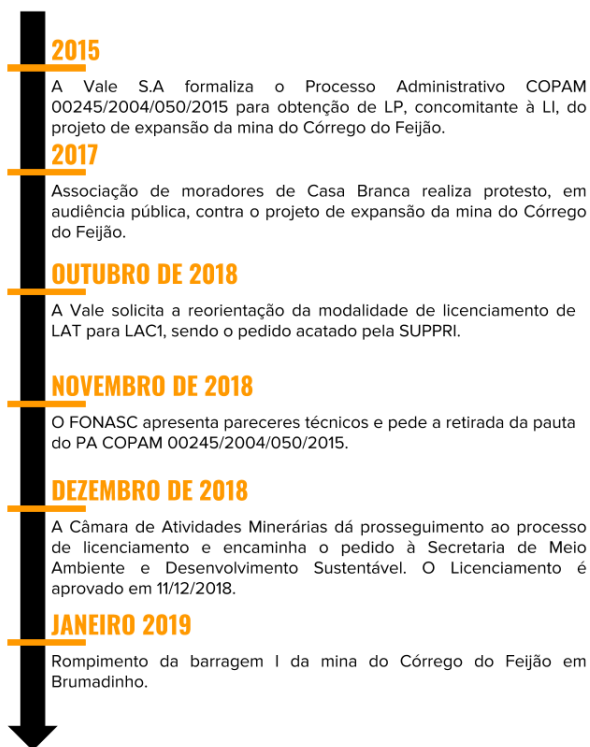 2015
A Vale S.A formaliza o Processo Administrativo COPAM
00245/2004/050/2015 para obtenção de LP, concomitante à LI, do
projeto de expansão da mina do Córrego do Feijão.
2017
Associação de moradores de Casa Branca realiza protesto, em
audiência pública, contra o projeto de expansão da mina do Córrego
do Feijão.
OUTUBRO DE 2018
A Vale solicita a reorientação da modalidade de licenciamento de
LAT para LAC1, sendo o pedido acatado pela SUPPRI.
NOVEMBRO DE 2018
O FONASC apresenta pareceres técnicos e pede a retirada da pauta
do PA COPAM 00245/2004/050/2015.
DEZEMBRO DE 2018
A Câmara de Atividades Minerárias dá prosseguimento ao processo
de licenciamento e encaminha o pedido à Secretaria de Meio
Ambiente e Desenvolvimento Sustentável. O Licenciamento é
aprovado em 11/12/2018.
JANEIRO 2019
Rompimento da barragem I da mina do Córrego do Feijão em
Brumadinho.